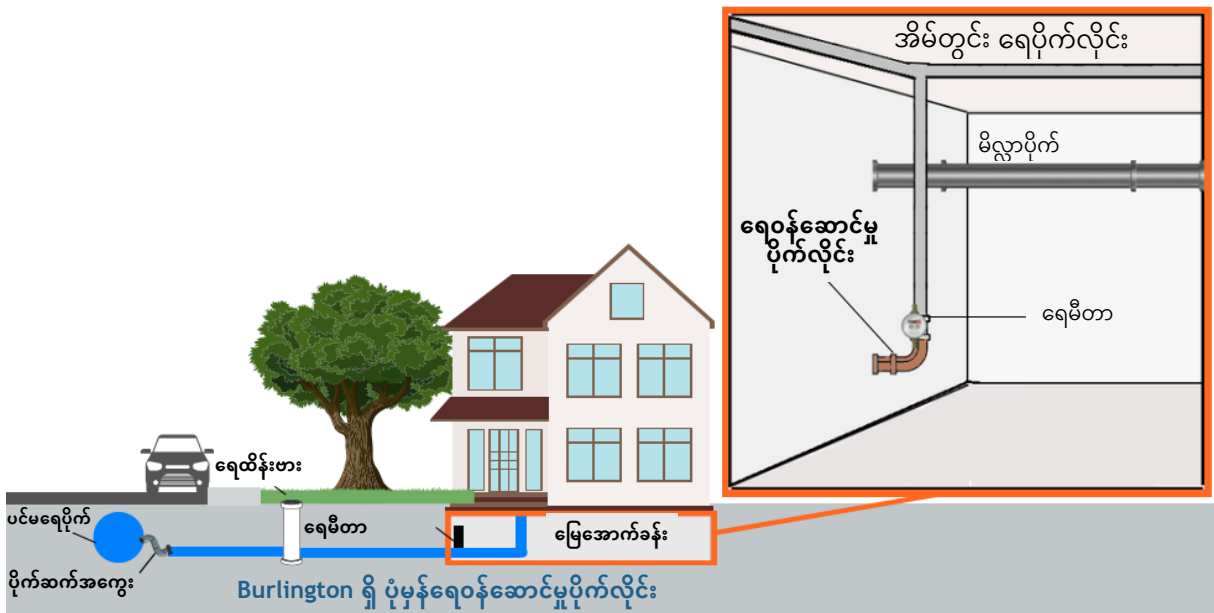 အိမ်တွင်း ရေပိုက်လိုင်း
မိလ္လာပိုက်
ရေဝန်ဆောင်မှု
ပိုက်လိုင်း
ရေမီတာ
ရေထိန်းဗား
ပင်မရေပိုက်
ရေမီတာ
မြေအောက်ခန်း
ပိုက်ဆက်အကွေး
Burlington ရှိ ပုံမှန်ရေဝန်ဆောင်မှုပိုက်လိုင်း